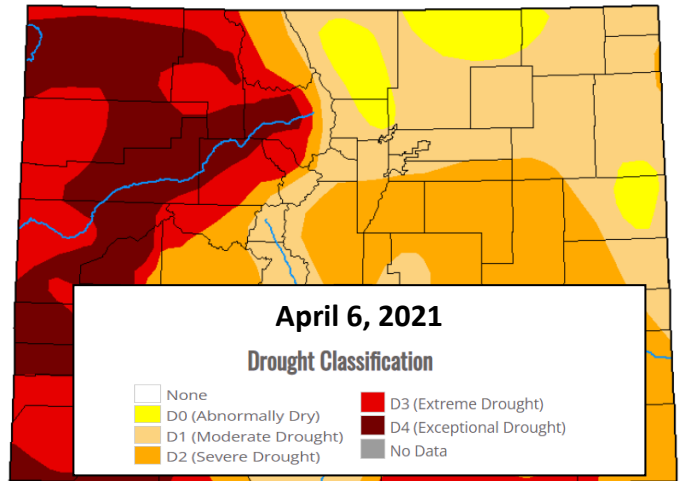 April 6, 2021
Drought Classification
None
D0 (Abnormally Dry)
D1 (Moderate Drought)
D2 (Severe Drought)
D3 (Extreme Drought)
D4 (Exceptional Drought)
No Data